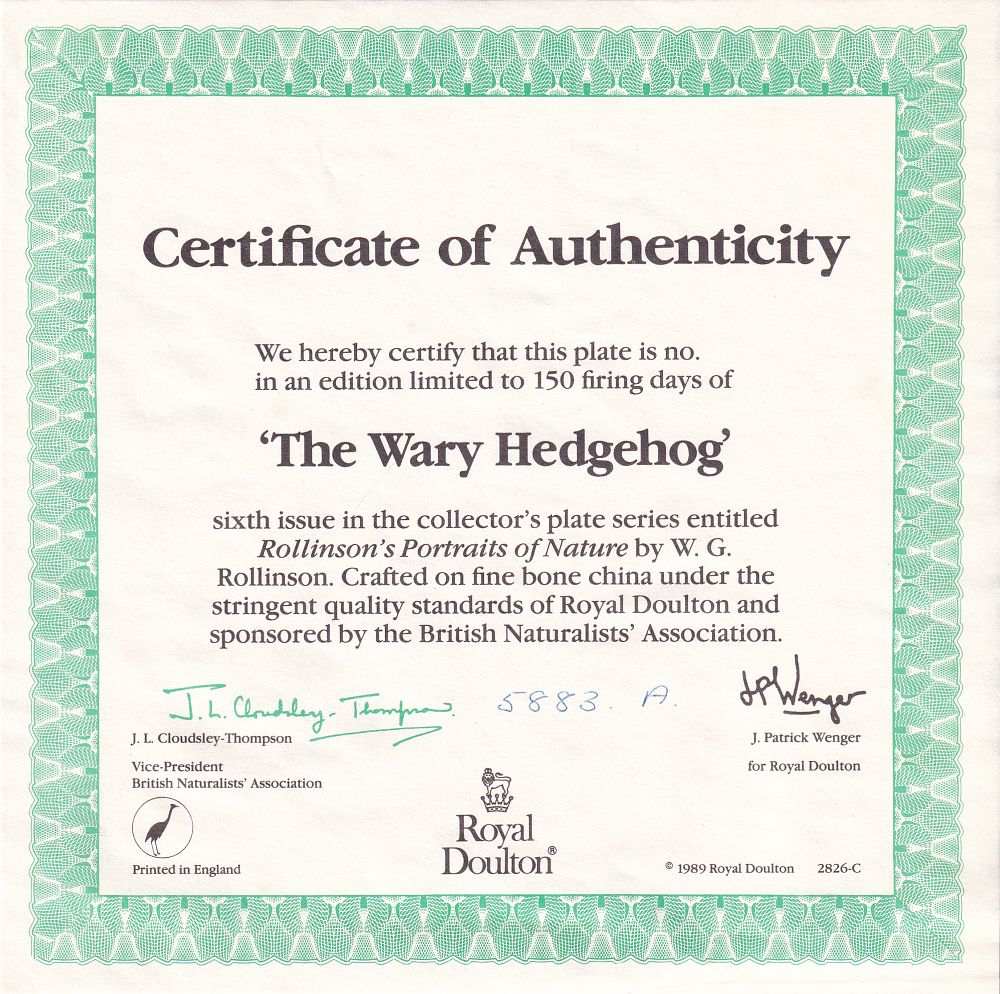 Certificate of Authenticity
We hereby certify that this plate is no.
in an edition limited to 150 firing days of
‘The Wary Hedgehog’
sixth issue in the collector’s plate series entitled
Rollinson’s Portraits of Nature by W. G.
Rollinson. Crafted on fine bone china under the
stringent quality standards of Royal Doulton and
sponsored by the British Naturalists’ Association.
J. L. Cloudsley-Thompson. 5883. A. JPWenger
J. L. Cloudsley-Thompson
J. Patrick Wenger
Vice-President
British Naturalists’ Association
for Royal Doulton
Royal
Doulton®
Printed in England
© 1989 Royal Doulton 2826-C